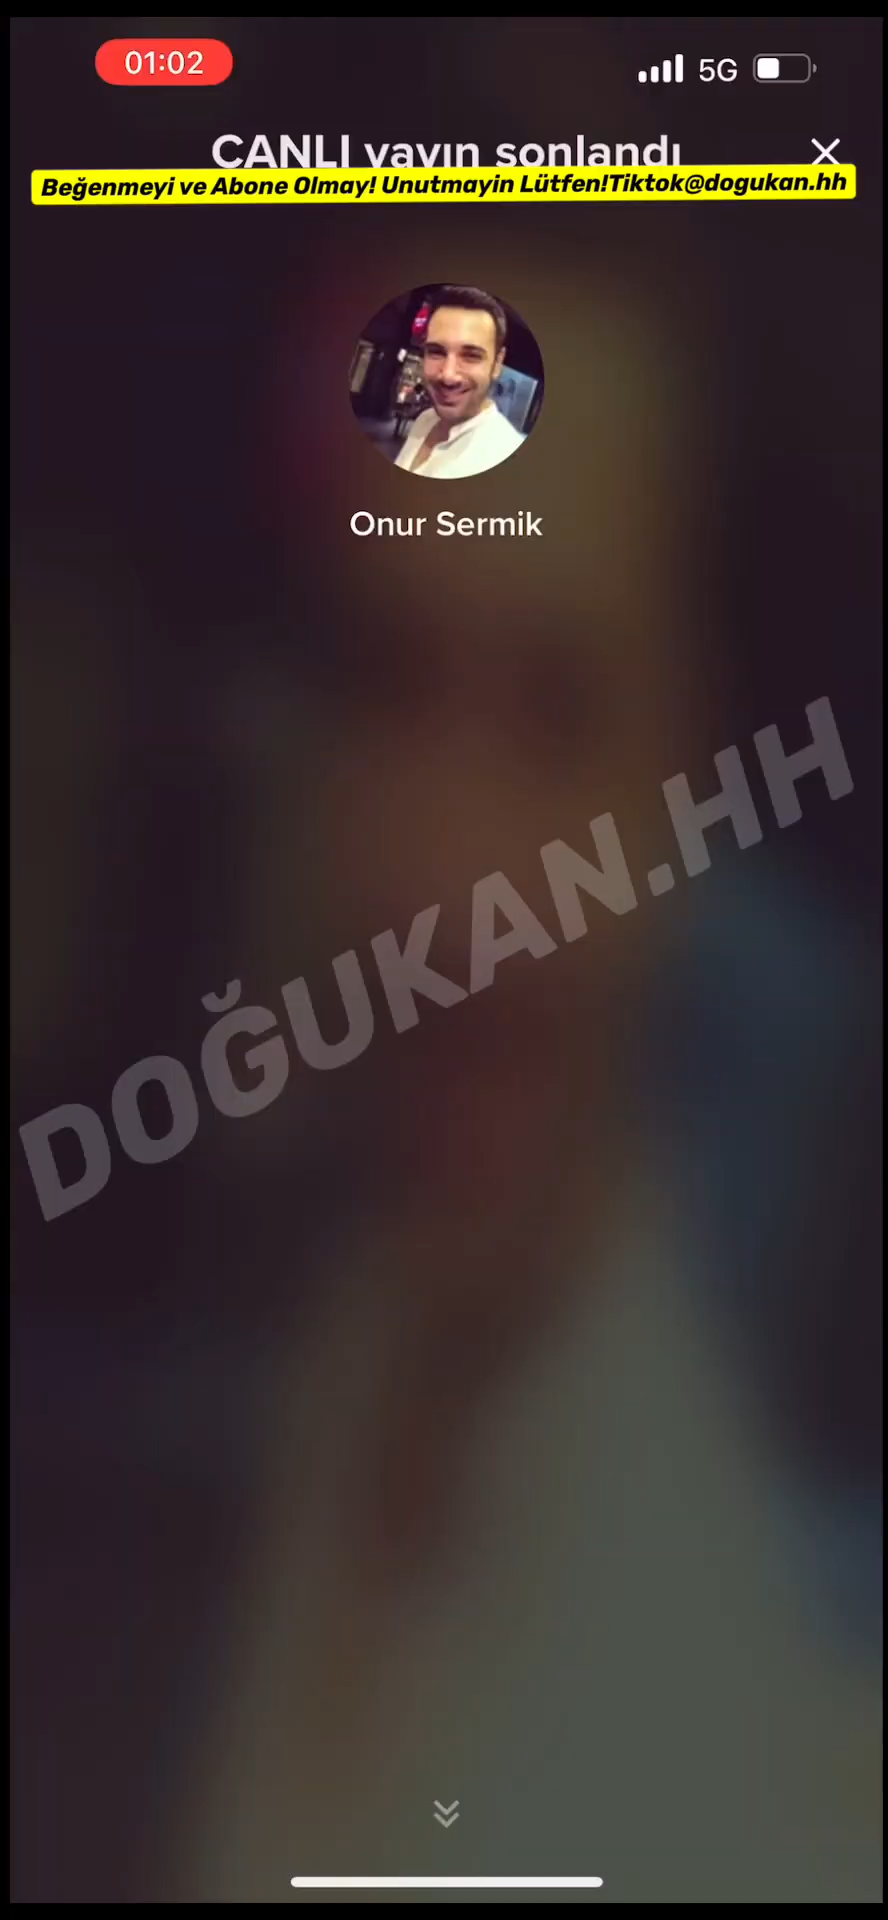 01:02
5G
CANLI yayın sonlandı
Beğenmeyi ve Abone Olmay! Unutmayin Lütfen!Tiktok@dogukan.hh
Onur Sermik
DOĞUKAN.HH